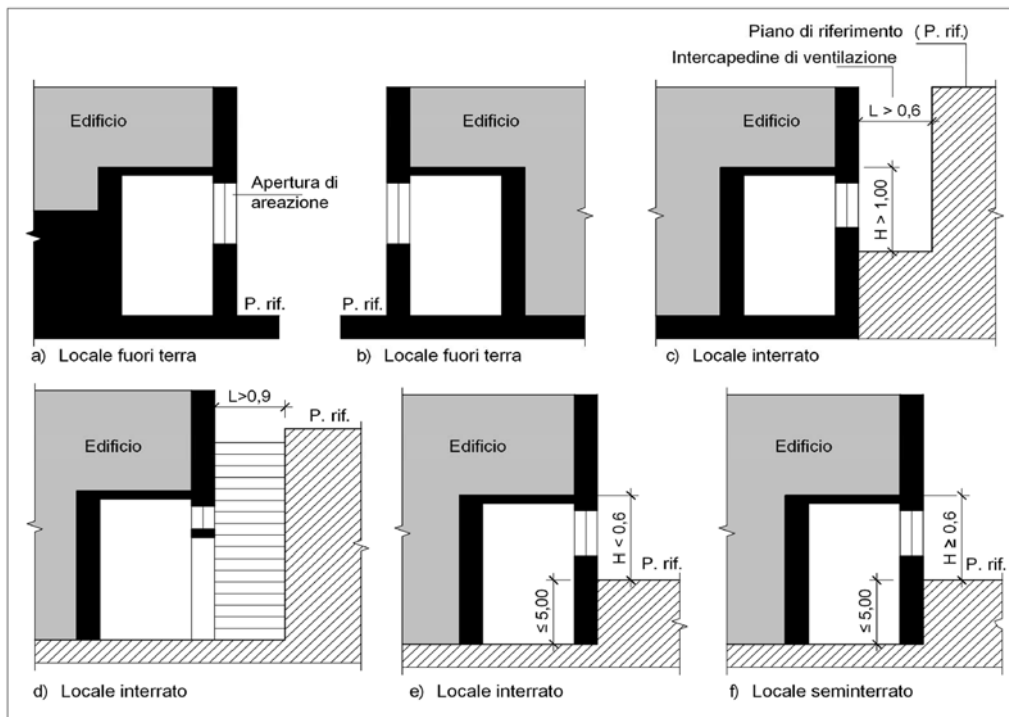 Piano di riferimento ( P. rif.)
Intercapedine di ventilazione
Edificio
Apertura di
areazione
P. rif.
a) Locale fuori terra
Edificio
P. rif.
b) Locale fuori terra
Edificio
L > 0,6
H > 1,00
c) Locale interrato
L>0,9
P. rif.
Edificio
d) Locale interrato
Edificio
H < 0,6
P. rif.
≤ 5,00
e) Locale interrato
Edificio
H ≥ 0,6
P. rif.
≤ 5,00
f) Locale seminterrato